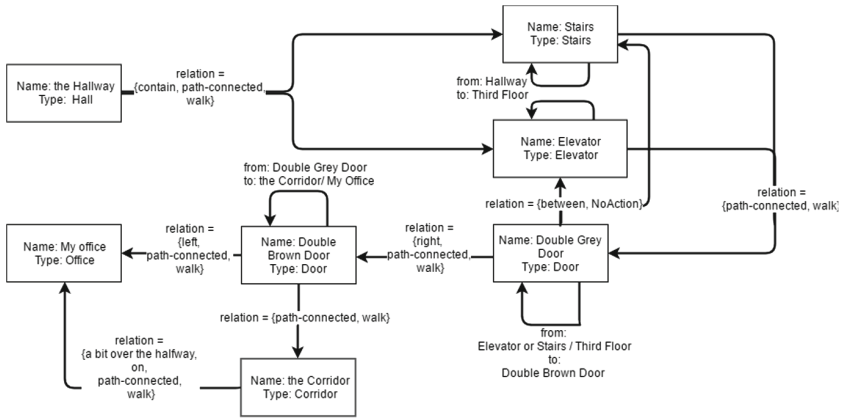 Name: Stairs
Type: Stairs
relation =
{contain, path-connected,
walk}
Name: the Hallway
Type: Hall
from: Hallway
to: Third Floor
Name: Elevator
Type: Elevator
from: Double Grey Door
to: the Corridor/ My Office
relation =
{path-connected, walk}
relation = {between, NoAction}
relation =
{left,
path-connected,
walk}
relation =
{right,
path-connected,
walk}
Name: My office
Type: Office
Name: Double
Brown Door
Type: Door
Name: Double Grey
Door
Type: Door
relation = {path-connected, walk}
from:
Elevator or Stairs / Third Floor
to:
Double Brown Door
relation =
{a bit over the halfway,
on,
path-connected,
walk}
Name: the Corridor
Type: Corridor